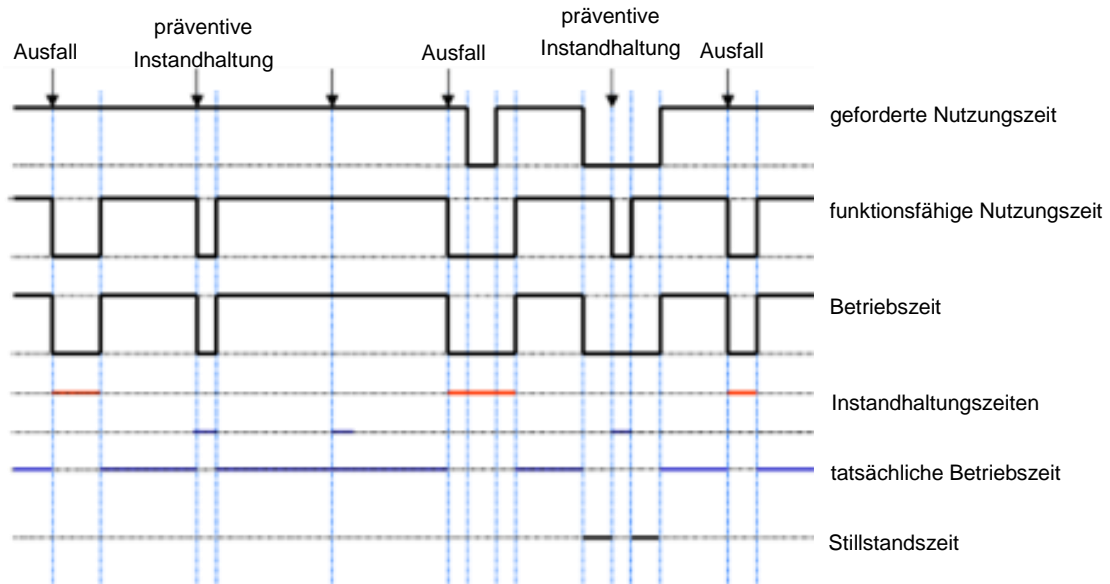 präventive
Instandhaltung
Ausfall
Ausfall
präventive
Instandhaltung
Ausfall
geforderte Nutzungszeit
funktionsfähige Nutzungszeit
Betriebszeit
Instandhaltungszeiten
tatsächliche Betriebszeit
Stillstandszeit